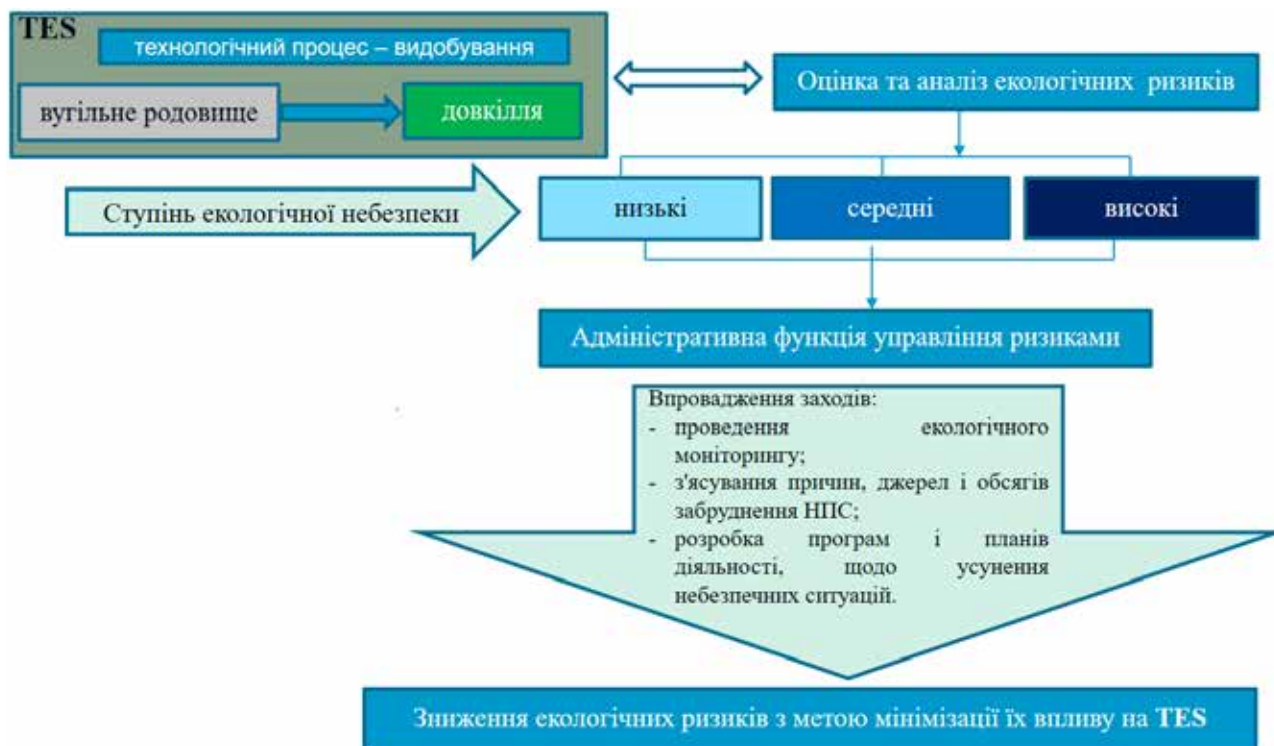 TES
технологічний процес – видобування
вугільне родовище
довкілля
Оцінка та аналіз екологічних ризиків
Ступінь екологічної небезпеки
низькі
середні
високі
Адміністративна функція управління ризиками
Впровадження заходів:
- проведення екологічного
моніторингу;
- з'ясування причин, джерел і обсягів
забруднення НПС;
- розробка програм і планів
діяльності, щодо усунення
небезпечних ситуацій.
Зниження екологічних ризиків з метою мінімізації їх впливу на TES